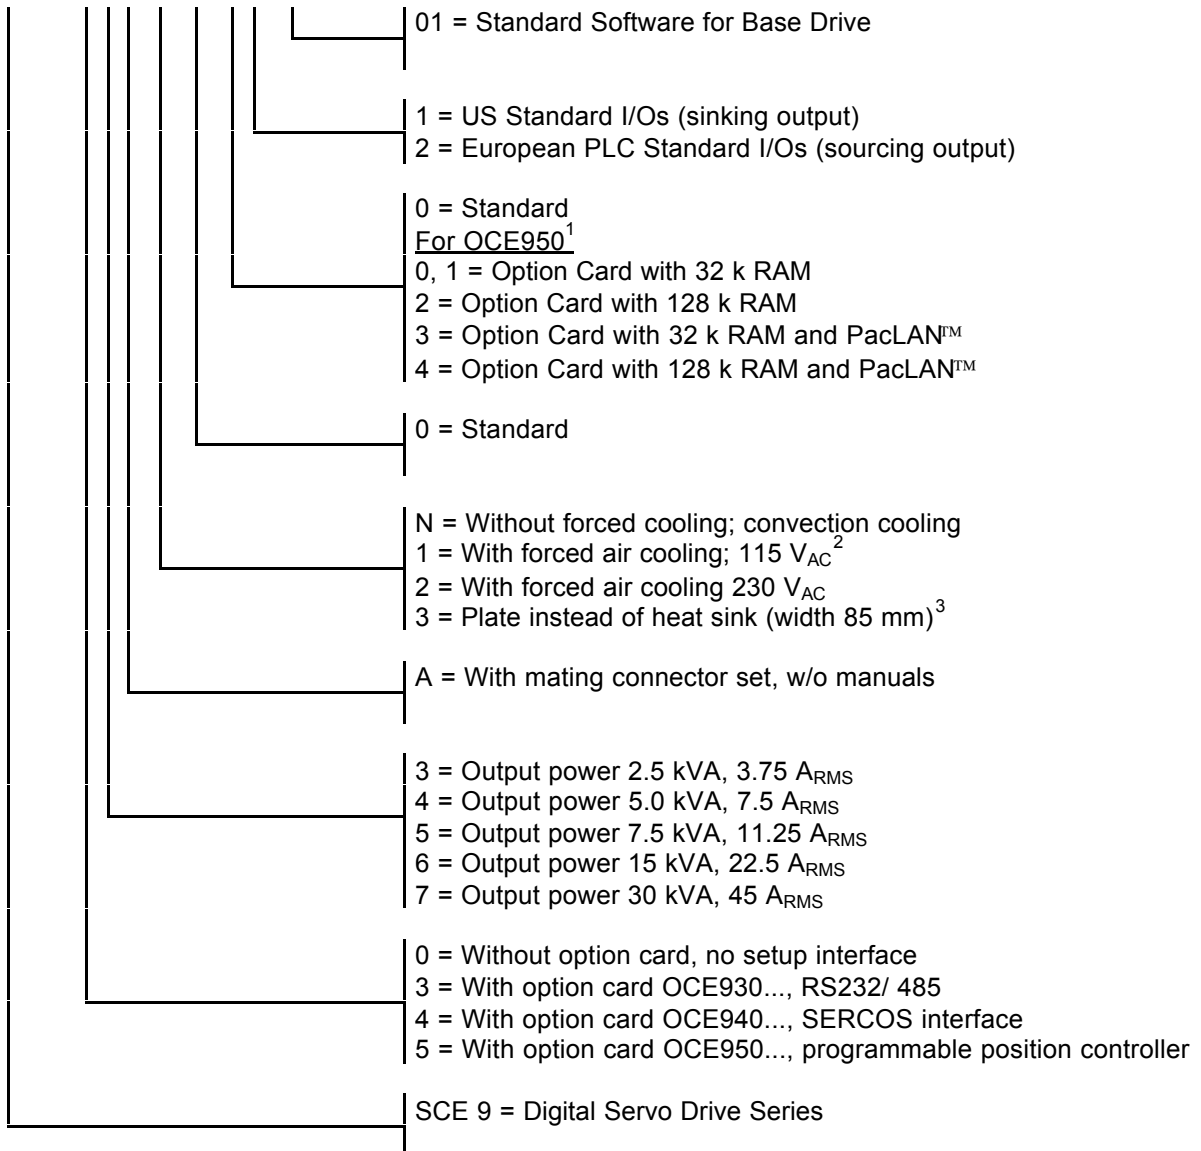 01 = Standard Software for Base Drive
1 = US Standard I/Os (sinking output)
2 = European PLC Standard I/Os (sourcing output)
0 = Standard
For OCE950¹
0, 1 = Option Card with 32 k RAM
2 = Option Card with 128 k RAM
3 = Option Card with 32 k RAM and PacLAN™
4 = Option Card with 128 k RAM and PacLAN™
0 = Standard
N = Without forced cooling; convection cooling
1 = With forced air cooling; 115 VAC²
2 = With forced air cooling 230 VAC
3 = Plate instead of heat sink (width 85 mm)³
A = With mating connector set, w/o manuals
3 = Output power 2.5 kVA, 3.75 ARMS
4 = Output power 5.0 kVA, 7.5 ARMS
5 = Output power 7.5 kVA, 11.25 ARMS
6 = Output power 15 kVA, 22.5 ARMS
7 = Output power 30 kVA, 45 ARMS
0 = Without option card, no setup interface
3 = With option card OCE930..., RS232/ 485
4 = With option card OCE940..., SERCOS interface
5 = With option card OCE950..., programmable position controller
SCE 9 = Digital Servo Drive Series